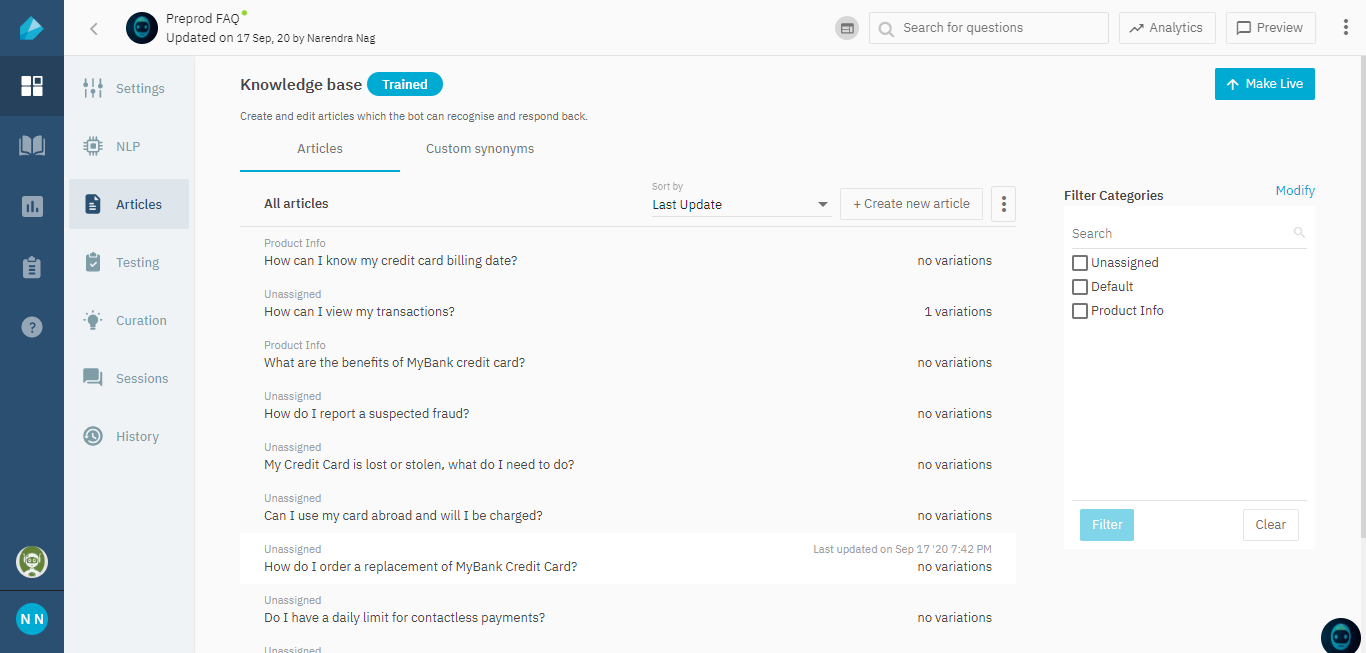 Preprod FAQ
Updated on 17 Sep, 20 by Narendra Nag
Search for questions
Analytics
Preview
Settings
NLP
Articles
Testing
Curation
Sessions
History
?
N N
Knowledge base
Trained
Make Live
Create and edit articles which the bot can recognise and respond back.
Articles
Custom synonyms
All articles
Sort by
Last Update
+ Create new article
Product Info
How can I know my credit card billing date?
no variations
Unassigned
How can I view my transactions?
1 variations
Product Info
What are the benefits of MyBank credit card?
no variations
Unassigned
How do I report a suspected fraud?
no variations
Unassigned
My Credit Card is lost or stolen, what do I need to do?
no variations
Unassigned
Can I use my card abroad and will I be charged?
no variations
Unassigned
Last updated on Sep 17 '20 7:42 PM
How do I order a replacement of MyBank Credit Card?
no variations
Unassigned
Do I have a daily limit for contactless payments?
no variations
Unassigned
Filter Categories
Modify
Search
Unassigned
Default
Product Info
Filter
Clear